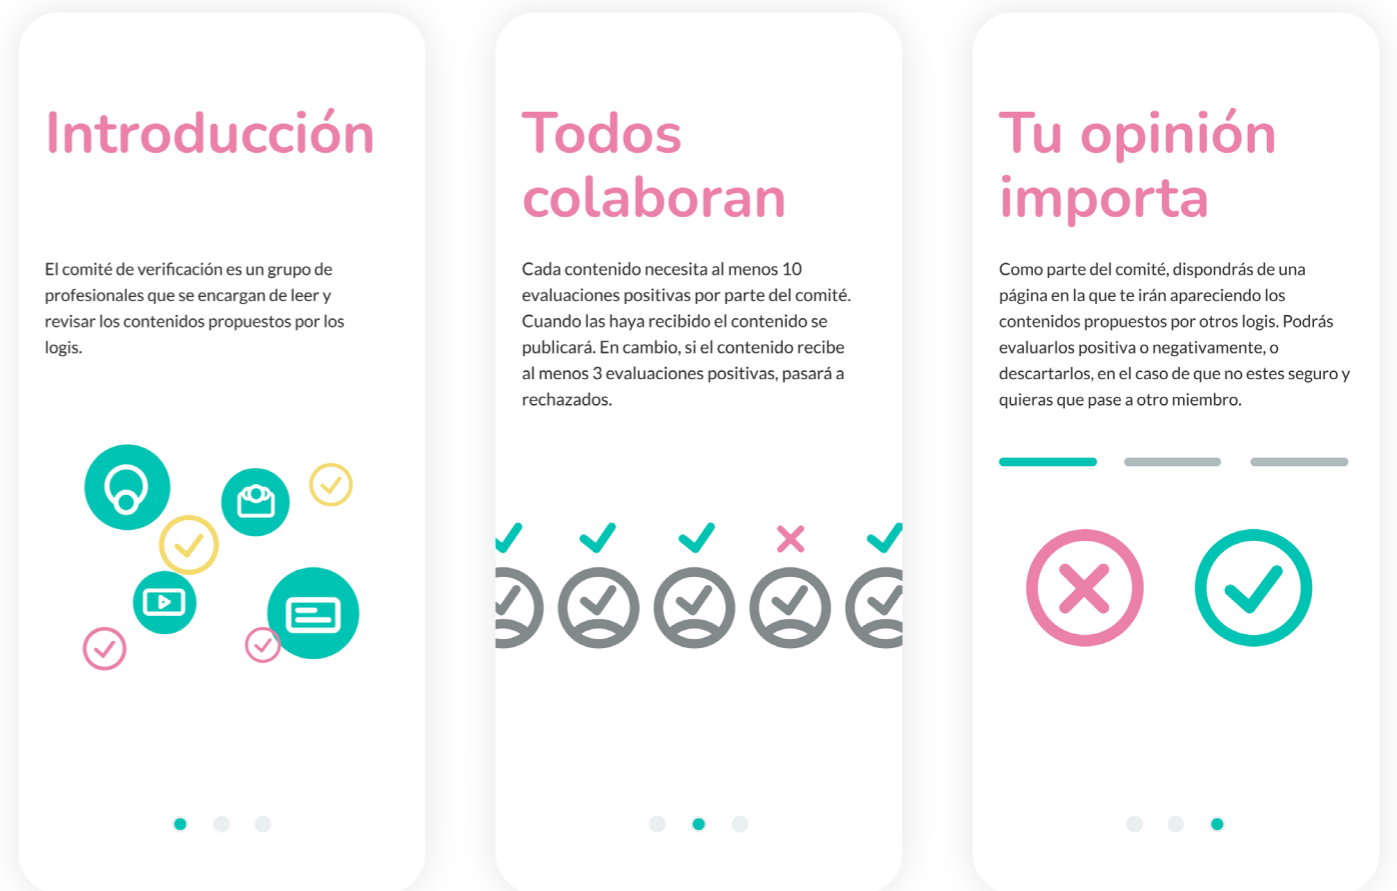 Introducción
El comité de verificación es un grupo de
profesionales que se encargan de leer y
revisar los contenidos propuestos por los
logis.
Todos
colaboran
Cada contenido necesita al menos 10
evaluaciones positivas por parte del comité.
Cuando las haya recibido el contenido se
publicará. En cambio, si el contenido recibe
al menos 3 evaluaciones positivas, pasará a
rechazados.
Tu opinión
importa
Como parte del comité, dispondrás de una
página en la que te irán apareciendo los
contenidos propuestos por otros logis. Podrás
evaluarlos positiva o negativamente, o
descartarlos, en el caso de que no estes seguro y
quieras que pase a otro miembro.